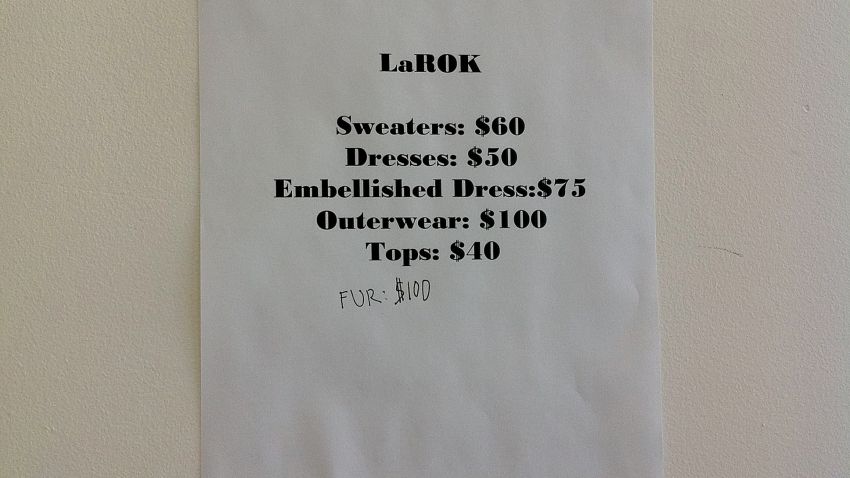 LaROK
Sweaters: $60
Dresses: $50
Embellished Dress:$75
Outerwear: $100
Tops: $40
FUR: $100